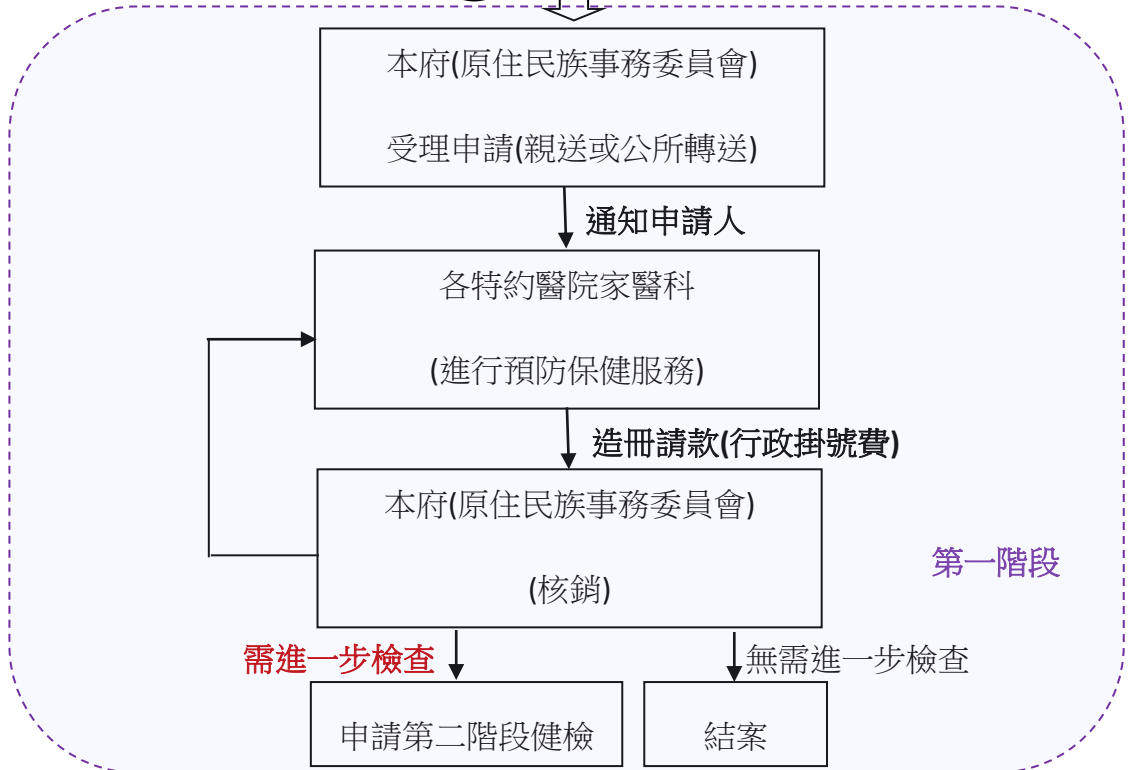 本府(原住民族事務委員會)
受理申請(親送或公所轉送)
通知申請人
各特約醫院家醫科
(進行預防保健服務)
造冊請款(行政掛號費)
本府(原住民族事務委員會)
(核銷)
第一階段
需進一步檢查
無需進一步檢查
申請第二階段健檢
結案